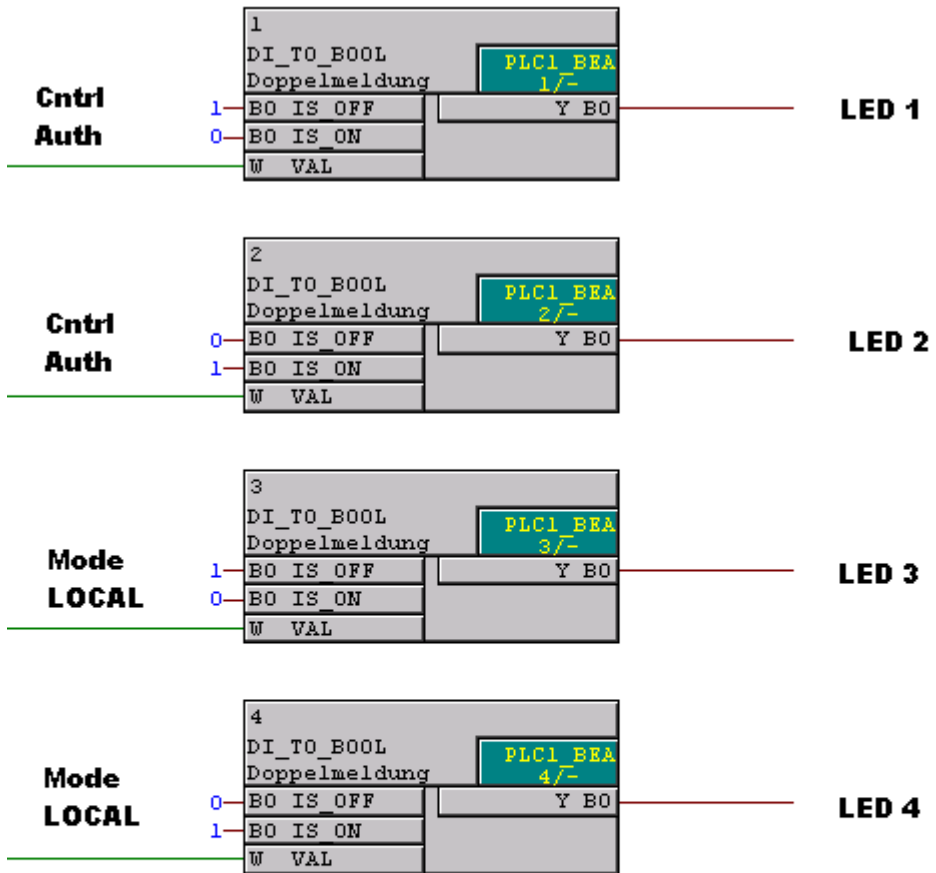 1
DI_TO_BOOL
Doppelmeldung
PLC1_BEA
1/-
Cntrl
Auth
1 BO IS_OFF Y BO
0 BO IS_ON
W VAL
LED 1
2
DI_TO_BOOL
Doppelmeldung
PLC1_BEA
2/-
Cntrl
Auth
0 BO IS_OFF Y BO
1 BO IS_ON
W VAL
LED 2
3
DI_TO_BOOL
Doppelmeldung
PLC1_BEA
3/-
Mode
LOCAL
1 BO IS_OFF Y BO
0 BO IS_ON
W VAL
LED 3
4
DI_TO_BOOL
Doppelmeldung
PLC1_BEA
4/-
Mode
LOCAL
0 BO IS_OFF Y BO
1 BO IS_ON
W VAL
LED 4